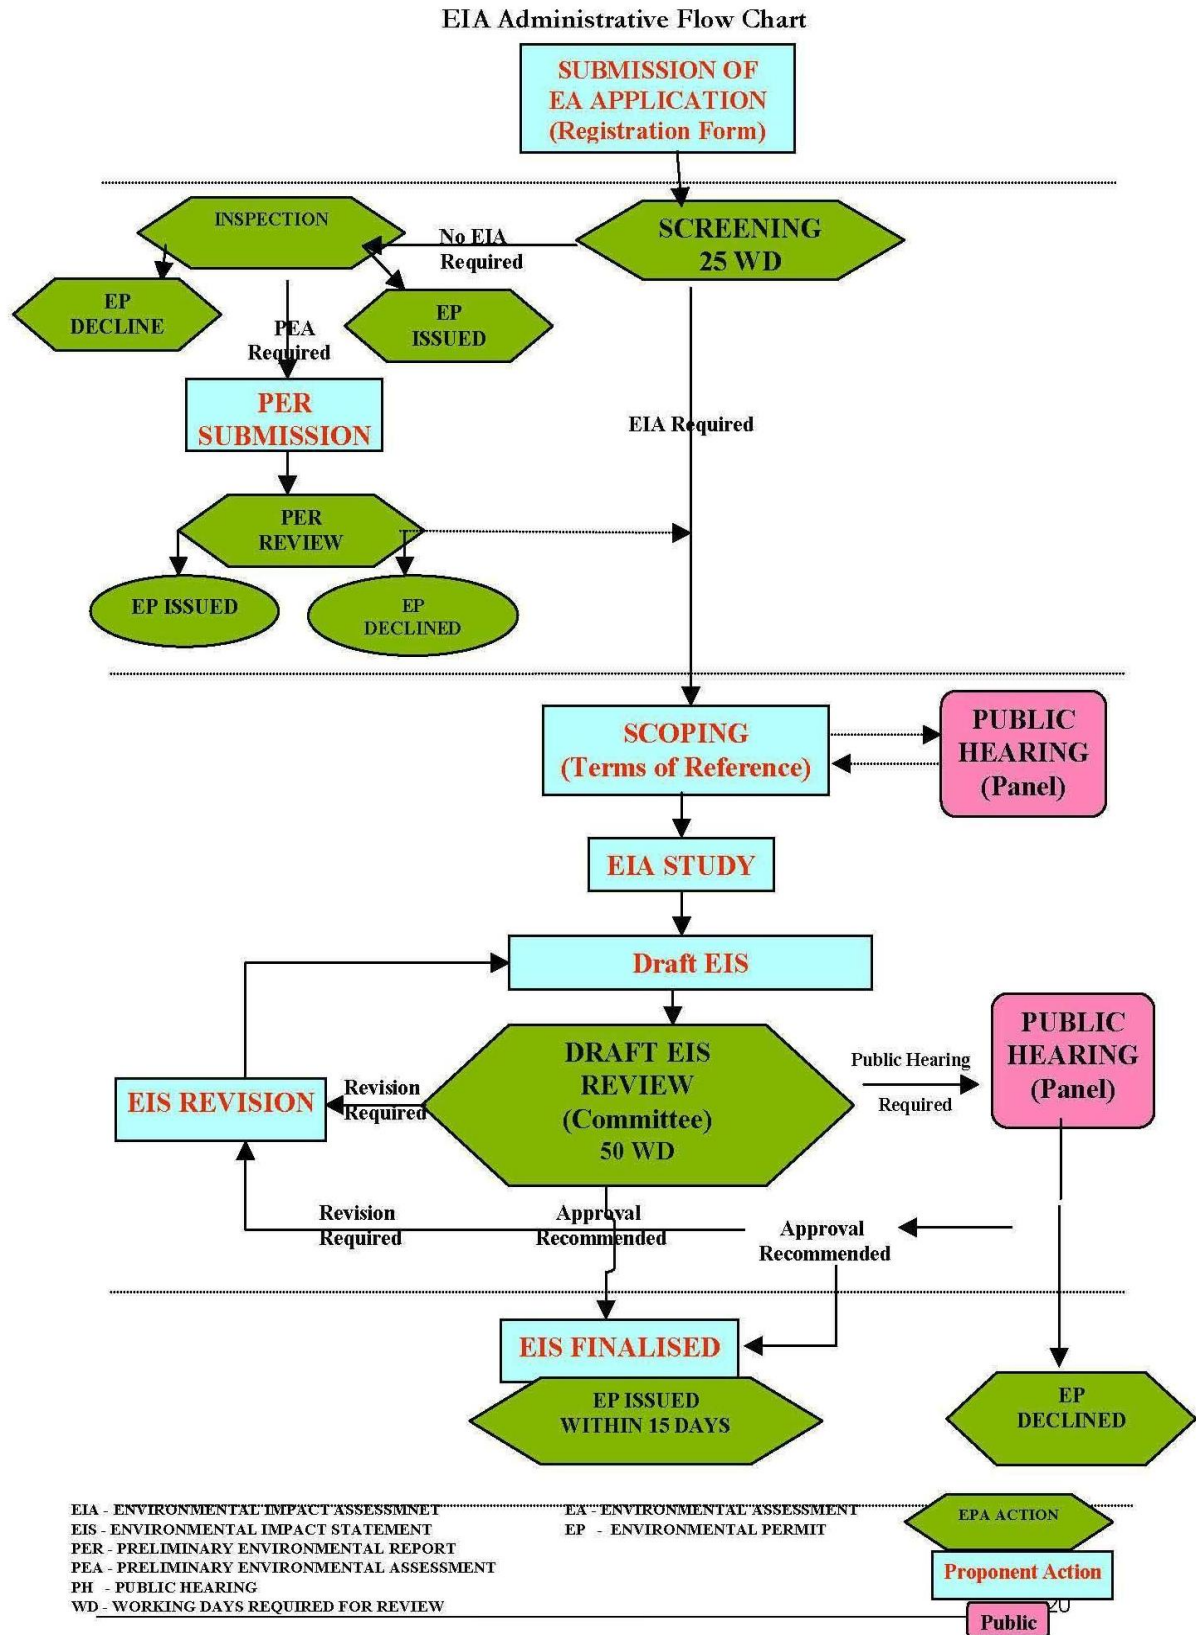 EIA Administrative Flow Chart
SUBMISSION OF
EA APPLICATION
(Registration Form)
INSPECTION
No EIA
Required
SCREENING
25 WD
EP
DECLINE
EP
ISSUED
PEA
Required
PER
SUBMISSION
EIA Required
PER
REVIEW
EP ISSUED
EP
DECLINED
SCOPING
(Terms of Reference)
PUBLIC
HEARING
(Panel)
EIA STUDY
Draft EIS
DRAFT EIS
REVIEW
(Committee)
50 WD
Public Hearing
Required
PUBLIC
HEARING
(Panel)
EIS REVISION
Revision
Required
Revision
Required
Approval
Recommended
Approval
Recommended
EIS FINALISED
EP ISSUED
WITHIN 15 DAYS
EP
DECLINED
EIA - ENVIRONMENTAL IMPACT ASSESSMNET
EIS - ENVIRONMENTAL IMPACT STATEMENT
PER - PRELIMINARY ENVIRONMENTAL REPORT
PEA - PRELIMINARY ENVIRONMENTAL ASSESSMENT
PH - PUBLIC HEARING
WD - WORKING DAYS REQUIRED FOR REVIEW
EA - ENVIRONMENTAL ASSESSMENT
EP - ENVIRONMENTAL PERMIT
EPA ACTION
Proponent Action
Public
20